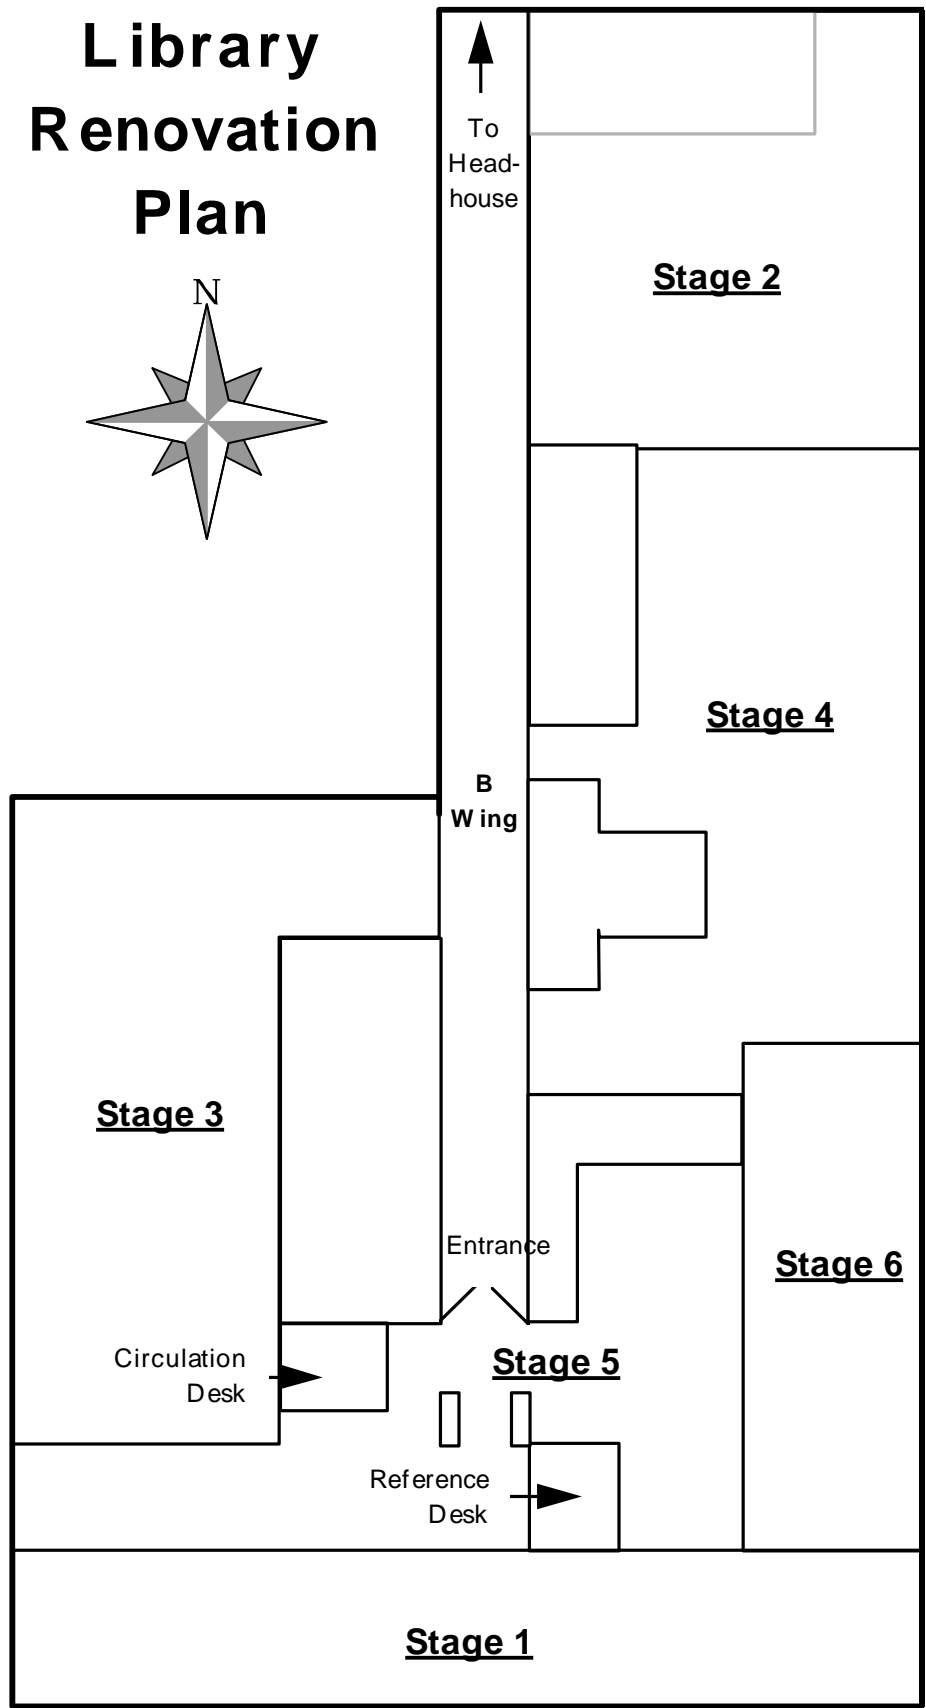 Library
Renovation
Plan
N
To
Head-
house
Stage 2
Stage 4
B
Wing
Stage 3
Entrance
Stage 6
Circulation
Desk
Stage 5
Reference
Desk
Stage 1